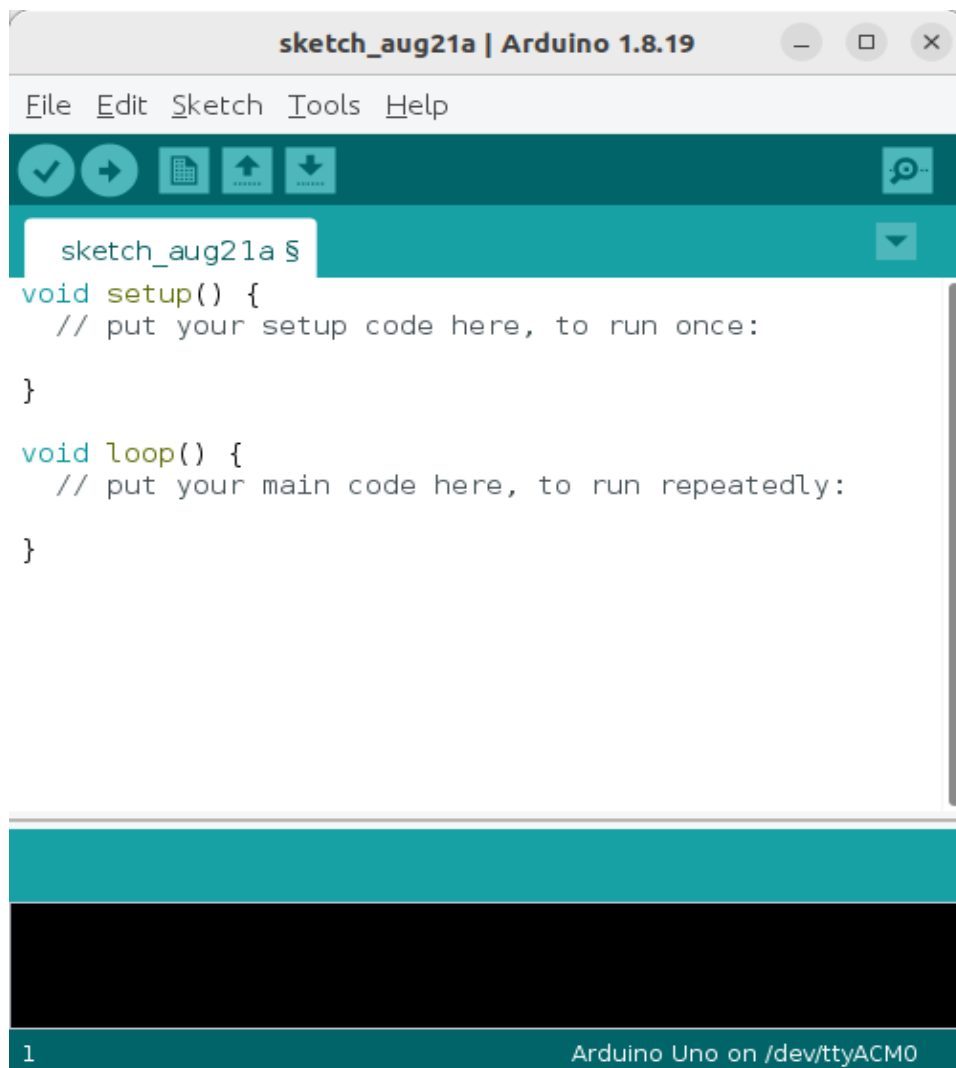 sketch_aug21a | Arduino 1.8.19
File Edit Sketch Tools Help
sketch_aug21a §
void setup() {
  // put your setup code here, to run once:
}
void loop() {
  // put your main code here, to run repeatedly:
}
1 Arduino Uno on /dev/ttyACM0